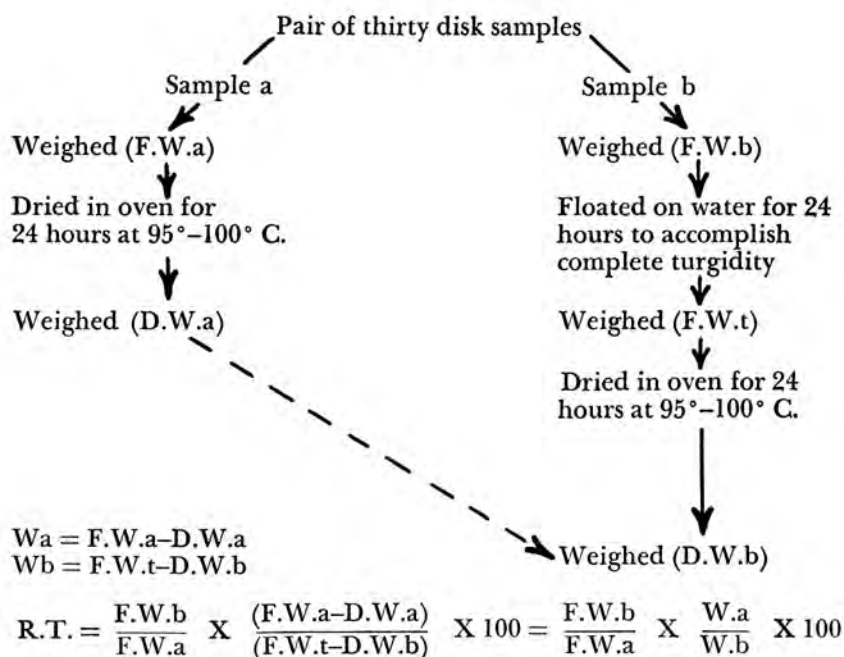 Pair of thirty disk samples
Sample a
Weighed (F.W.a)
Dried in oven for
24 hours at 95°–100° C.
Weighed (D.W.a)
Sample b
Weighed (F.W.b)
Floated on water for 24
hours to accomplish
complete turgidity
Weighed (F.W.t)
Dried in oven for 24
hours at 95°–100° C.
Weighed (D.W.b)
Wa = F.W.a–D.W.a
Wb = F.W.t–D.W.b
R.T. = F.W.b/F.W.a X (F.W.a–D.W.a)/(F.W.t–D.W.b) X 100 = F.W.b/F.W.a X W.a/W.b X 100